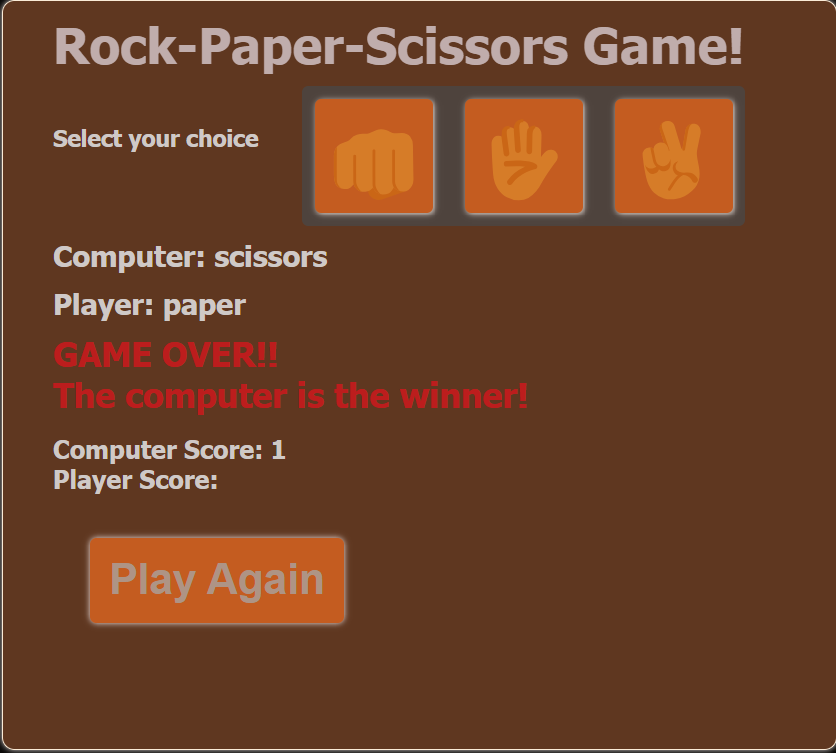 Rock-Paper-Scissors Game!
Select your choice
Computer: scissors
Player: paper
GAME OVER!!
The computer is the winner!
Computer Score: 1
Player Score:
Play Again